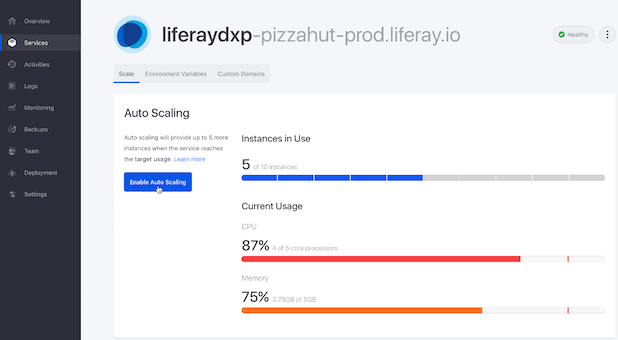 Overview
Services
Activities
Logs
Monitoring
Backups
Team
Deployment
Settings
liferaydxp-pizzahut-prod.liferay.io
Healthy
Scale Environment Variables Custom Domains
Auto Scaling
Auto scaling will provide up to 5 more
instances when the service reaches
the target usage. Learn more
Enable Auto Scaling
Instances in Use
5 of 10 instances
Current Usage
CPU
87% 4 of 5 core processors
Memory
75% 3.75GB of 5GB